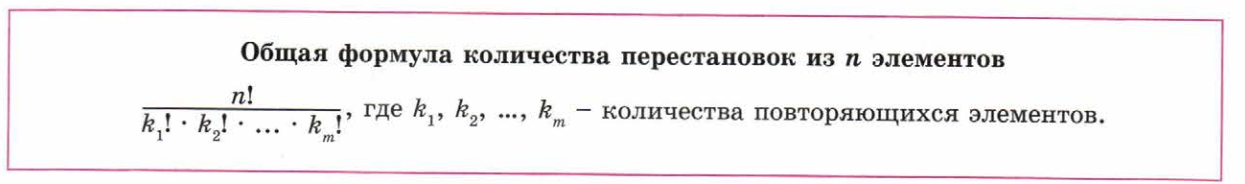 Общая формула количества перестановок из n элементов
n!
k₁! · k₂! · ... · kₘ!, где k₁, k₂, ..., kₘ – количества повторяющихся элементов.